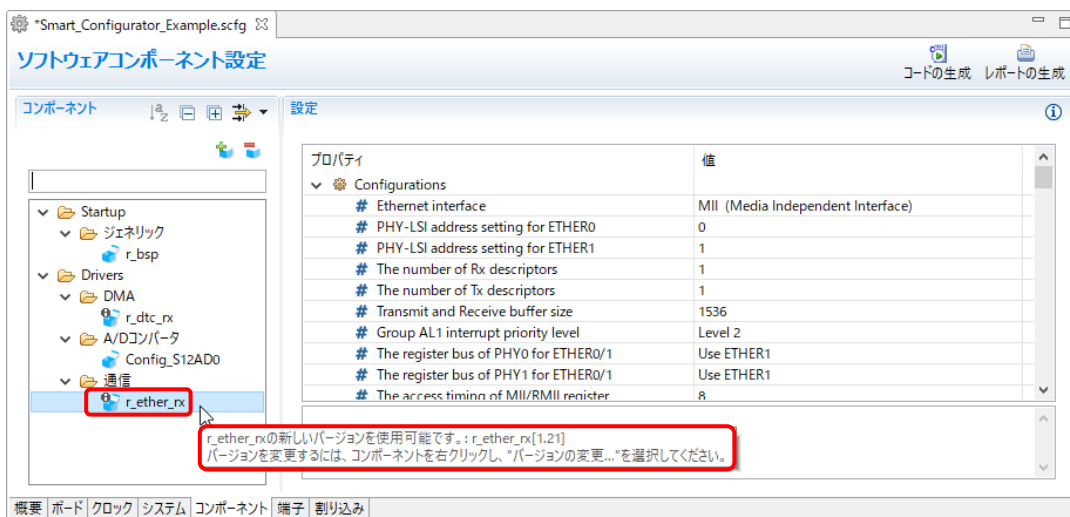 *Smart_Configurator_Example.scfg
ソフトウェアコンポーネント設定
コードの生成 レポートの生成
コンポーネント
設定
Startup
ジェネリック
r_bsp
Drivers
DMA
r_dtc_rx
A/Dコンバータ
Config_S12AD0
通信
r_ether_rx
プロパティ 値
Configurations
Ethernet interface MII (Media Independent Interface)
PHY-LSI address setting for ETHER0 0
PHY-LSI address setting for ETHER1 1
The number of Rx descriptors 1
The number of Tx descriptors 1
Transmit and Receive buffer size 1536
Group AL1 interrupt priority level Level 2
The register bus of PHY0 for ETHER0/1 Use ETHER1
The register bus of PHY1 for ETHER0/1 Use ETHER1
The access timing of MII/RMII register 8
r_ether_rxの新しいバージョンを使用可能です。: r_ether_rx[1.21]
バージョンを変更するには、コンポーネントを右クリックし、"バージョンの変更..."を選択してください。
概要 ボード クロック システム コンポーネント 端子 割り込み